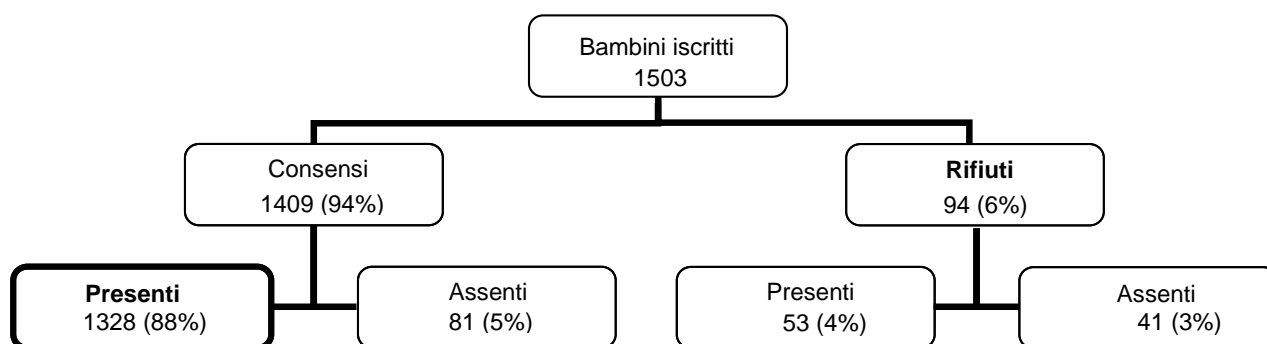 Bambini iscritti
1503
Consensi
1409 (94%)
Rifiuti
94 (6%)
Presenti
1328 (88%)
Assenti
81 (5%)
Presenti
53 (4%)
Assenti
41 (3%)